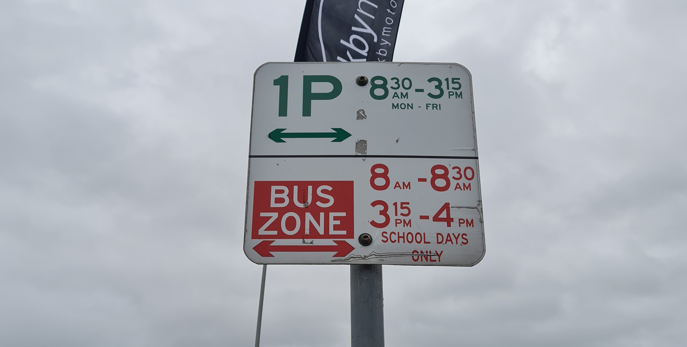 1P 8 30 AM - 3 15 PM
MON - FRI
BUS ZONE 8 AM - 8 30 AM
3 15 PM - 4 PM
SCHOOL DAYS
ONLY